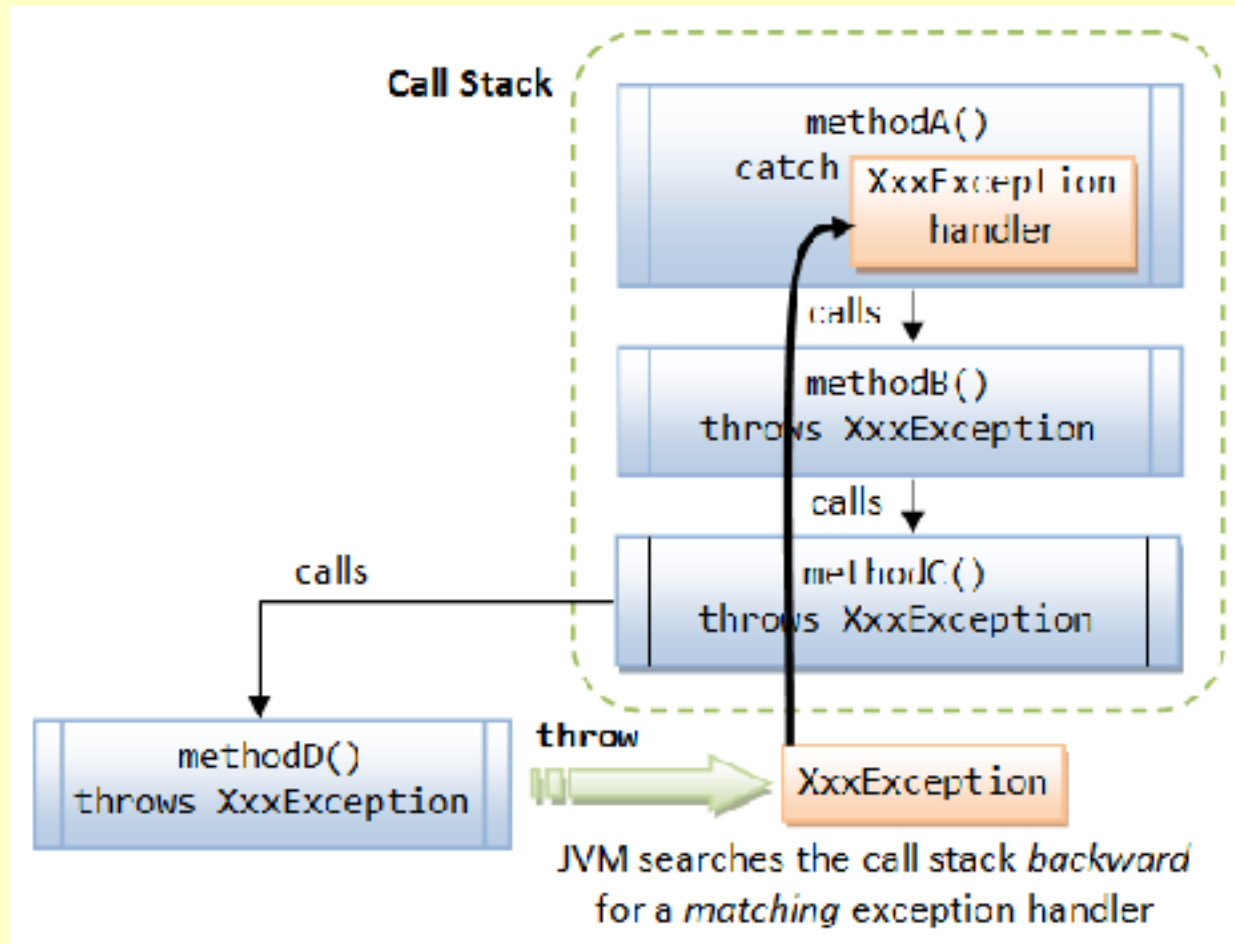 Call Stack
methodA()
catch
XxxException
handler
calls
methodB()
throws XxxException
calls
methodC()
throws XxxException
calls
methodD()
throws XxxException
throw
XxxException
JVM searches the call stack backward
for a matching exception handler